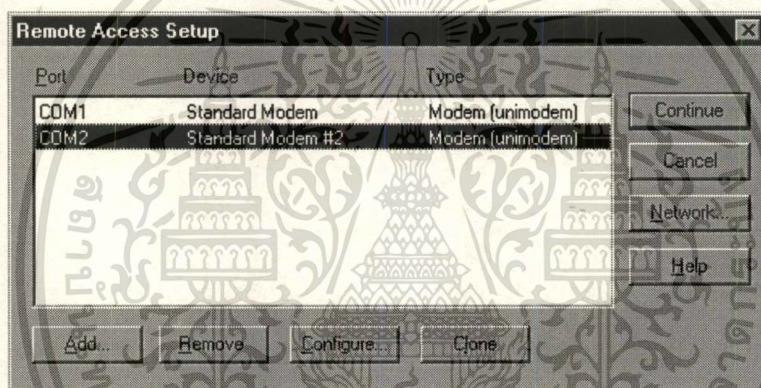 Remote Access Setup
Port Device Type
COM1 Standard Modem Modem (unimodem)
COM2 Standard Modem #2 Modem (unimodem)
Continue
Cancel
Network...
Help
Add... Remove Configure... Clone